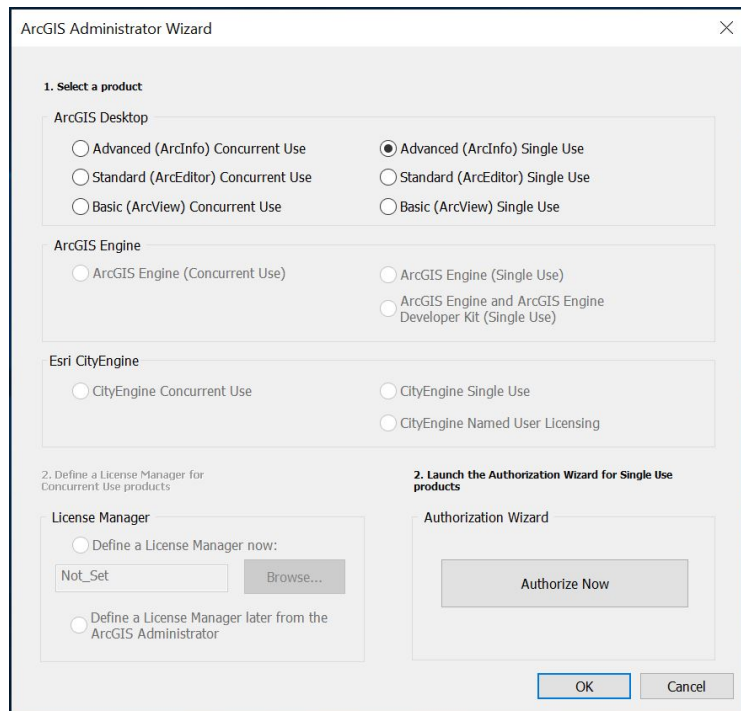 ArcGIS Administrator Wizard
1. Select a product
ArcGIS Desktop
Advanced (ArcInfo) Concurrent Use
Advanced (ArcInfo) Single Use
Standard (ArcEditor) Concurrent Use
Standard (ArcEditor) Single Use
Basic (ArcView) Concurrent Use
Basic (ArcView) Single Use
ArcGIS Engine
ArcGIS Engine (Concurrent Use)
ArcGIS Engine (Single Use)
ArcGIS Engine and ArcGIS Engine
Developer Kit (Single Use)
Esri CityEngine
CityEngine Concurrent Use
CityEngine Single Use
CityEngine Named User Licensing
2. Define a License Manager for
Concurrent Use products
License Manager
Define a License Manager now:
Not_Set
Browse...
Define a License Manager later from the
ArcGIS Administrator
2. Launch the Authorization Wizard for Single Use
products
Authorization Wizard
Authorize Now
OK
Cancel